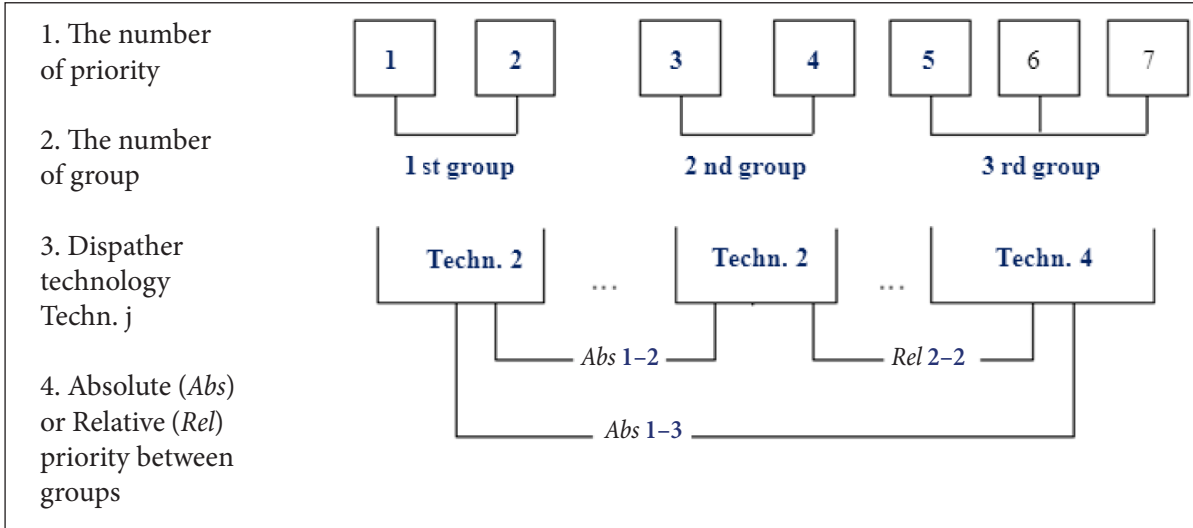 1. The number
of priority
1 2 3 4 5 6 7
2. The number
of group
1 st group 2 nd group 3 rd group
3. Dispather
technology
Techn. j
Techn. 2 ... Techn. 2 ... Techn. 4
Abs 1–2 Rel 2–2
4. Absolute (Abs)
or Relative (Rel)
priority between
groups
Abs 1–3